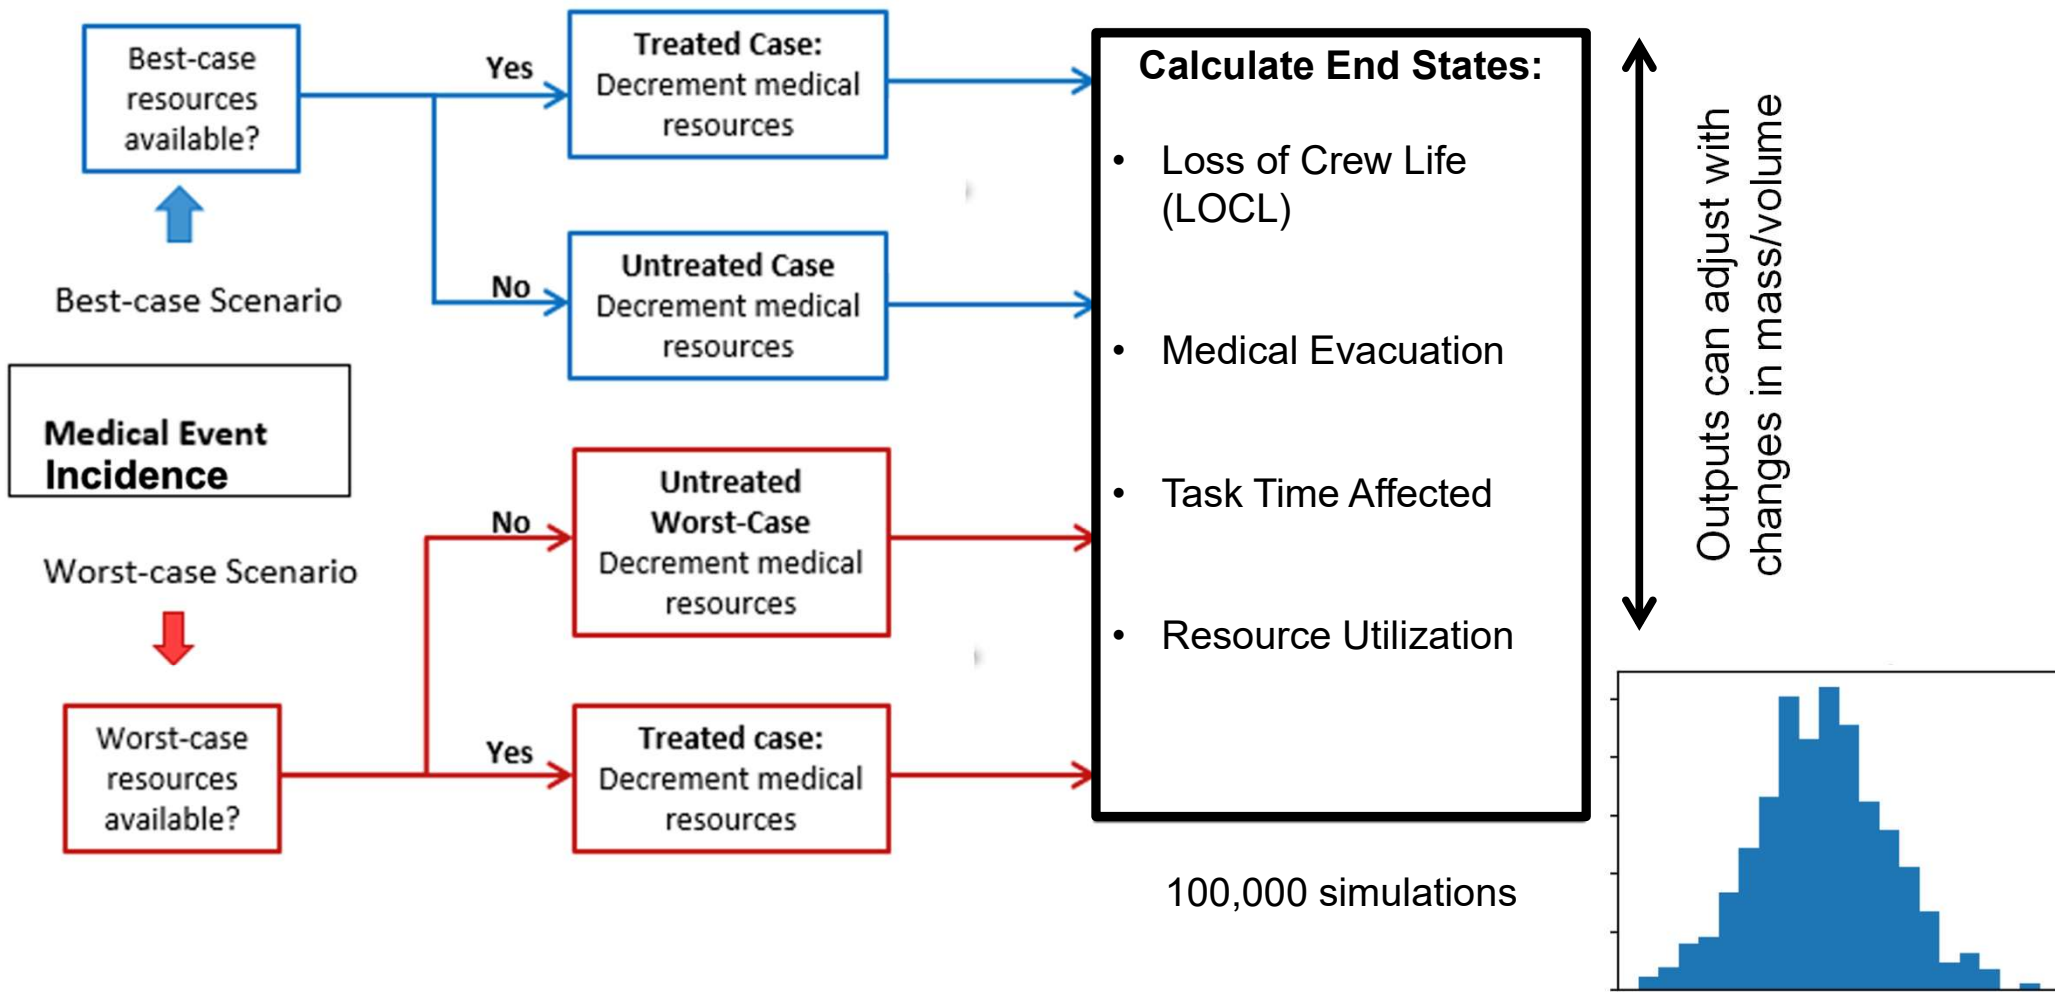 Best-case
resources
available?
Yes
Treated Case:
Decrement medical
resources
No
Untreated Case
Decrement medical
resources
Best-case Scenario
Medical Event
Incidence
Worst-case Scenario
Worst-case
resources
available?
No
Untreated
Worst-Case
Decrement medical
resources
Yes
Treated case:
Decrement medical
resources
Calculate End States:
• Loss of Crew Life
(LOCL)
• Medical Evacuation
• Task Time Affected
• Resource Utilization
100,000 simulations
Outputs can adjust with
changes in mass/volume